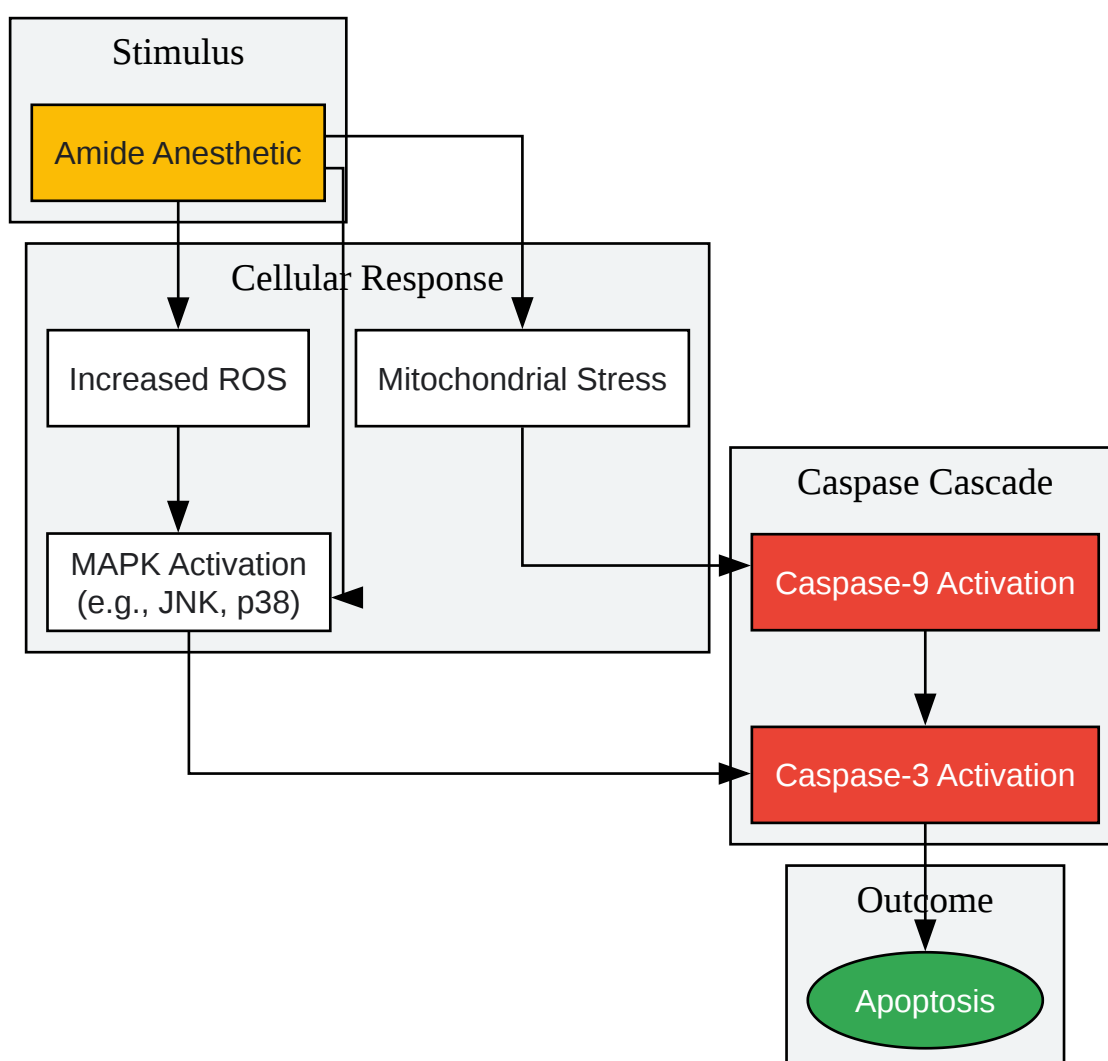 Stimulus
Amide Anesthetic
Cellular Response
Increased ROS
Mitochondrial Stress
MAPK Activation
(e.g., JNK, p38)
Caspase Cascade
Caspase-9 Activation
Caspase-3 Activation
Outcome
Apoptosis